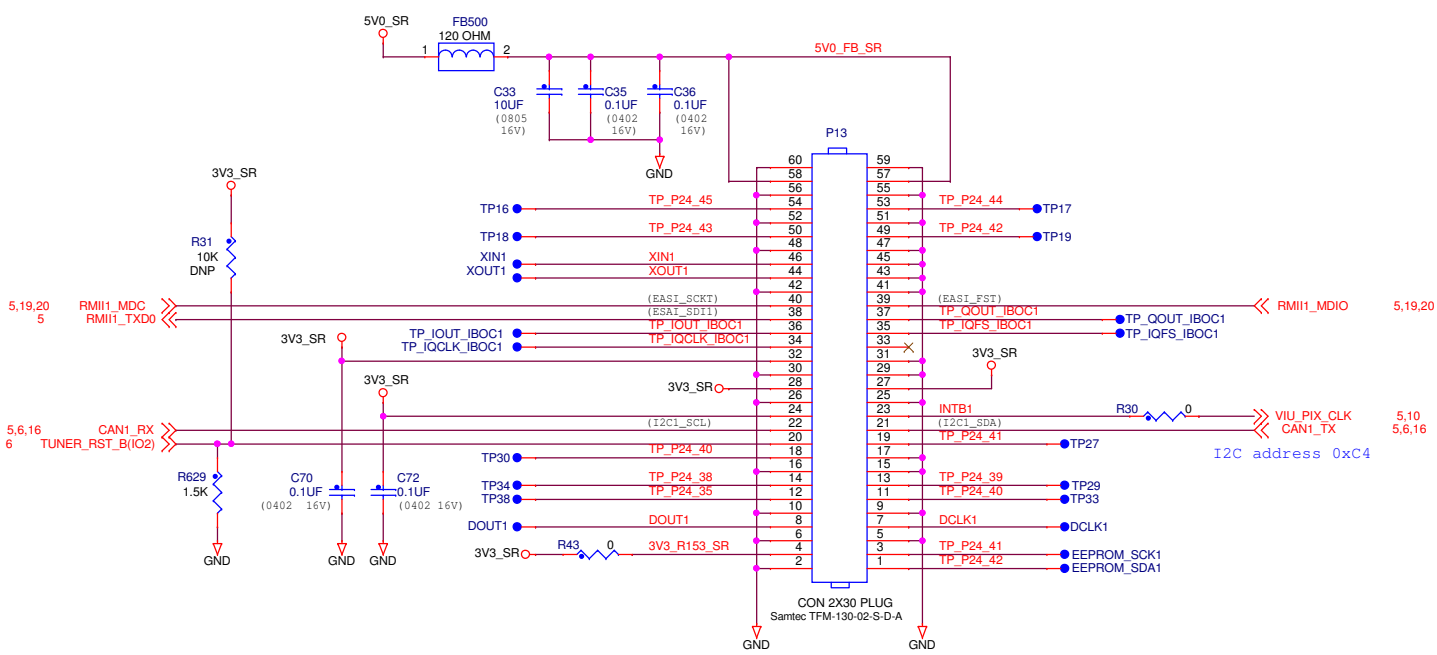 5V0_SR
FB500
120 OHM
1 2
5V0_FB_SR
C33
10UF
(0805
16V)
C35
0.1UF
(0402
16V)
C36
0.1UF
(0402
16V)
GND
P13
3V3_SR
R31
10K
DNP
60 59
58 57
56 55
TP16 TP_P24_45 54 53 TP_P24_44 TP17
52 51
TP18 TP_P24_43 50 49 TP_P24_42 TP19
48 47
XIN1 XIN1 46 45
XOUT1 XOUT1 44 43
42 41
5,19,20 RMII1_MDC (EASI_SCKT) 40 39 (EASI_FST) RMII1_MDIO 5,19,20
5 RMII1_TXD0 (ESAI_SDI1) 38 37 TP_QOUT_IBOC1 TP_QOUT_IBOC1
TP_IOUT_IBOC1 TP_IOUT_IBOC1 36 35 TP_IQFS_IBOC1 TP_IQFS_IBOC1
3V3_SR TP_IQCLK_IBOC1 TP_IQCLK_IBOC1 34 33
32 31 3V3_SR
30 29
3V3_SR 3V3_SR 28 27
26 25
24 23 INTB1 R30 0 VIU_PIX_CLK 5,10
5,6,16 CAN1_RX (I2C1_SCL) 22 21 (I2C1_SDA) CAN1_TX 5,6,16
6 TUNER_RST_B(IO2) 20 19 TP_P24_41 TP27
I2C address 0xC4
TP30 TP_P24_40 18 17
16 15
TP34 TP_P24_38 14 13 TP_P24_39 TP29
TP38 TP_P24_35 12 11 TP_P24_40 TP33
10 9
DOUT1 DOUT1 8 7 DCLK1 DCLK1
6 5
3V3_SR R43 0 3V3_R153_SR 4 3 TP_P24_41 EEPROM_SCK1
2 1 TP_P24_42 EEPROM_SDA1
R629
1.5K
C70
0.1UF
(0402 16V)
C72
0.1UF
(0402 16V)
GND GND GND
CON 2X30 PLUG
Samtec TFM-130-02-S-D-A
GND GND